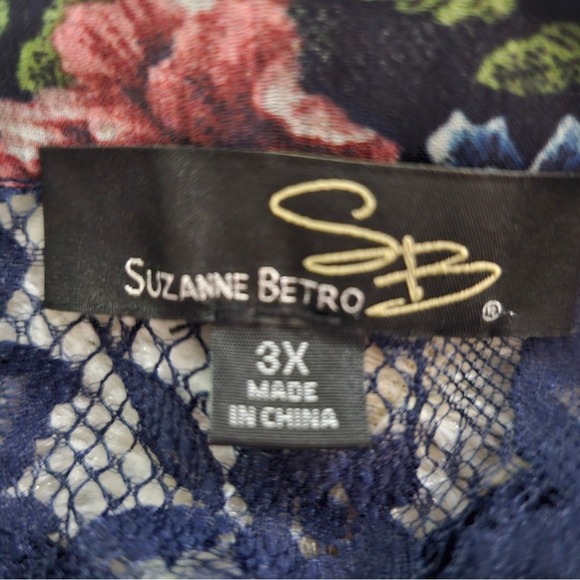 SB
SUZANNE BETRO ®
3X
MADE
IN CHINA